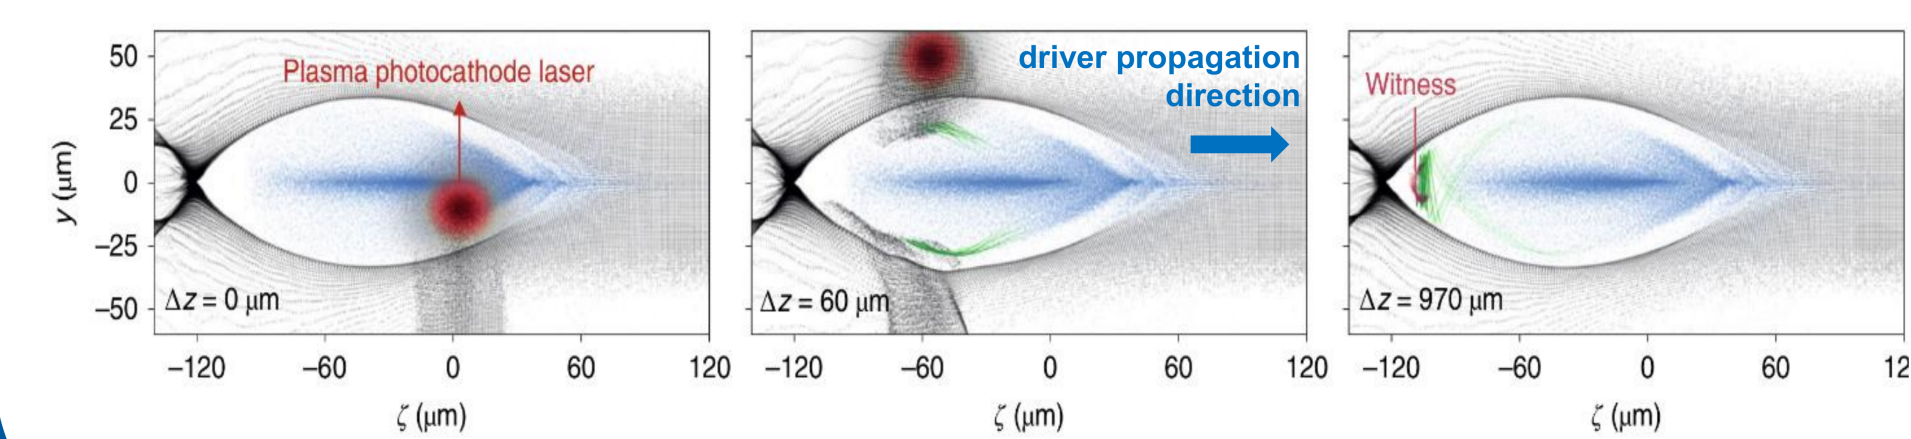 50
25
0
−25
−50
y (μm)
Plasma photocathode laser
Δz = 0 μm
−120 −60 0 60 120
ζ (μm)
driver propagation
direction
Δz = 60 μm
−120 −60 0 60 120
ζ (μm)
Witness
Δz = 970 μm
−120 −60 0 60 12
ζ (μm)